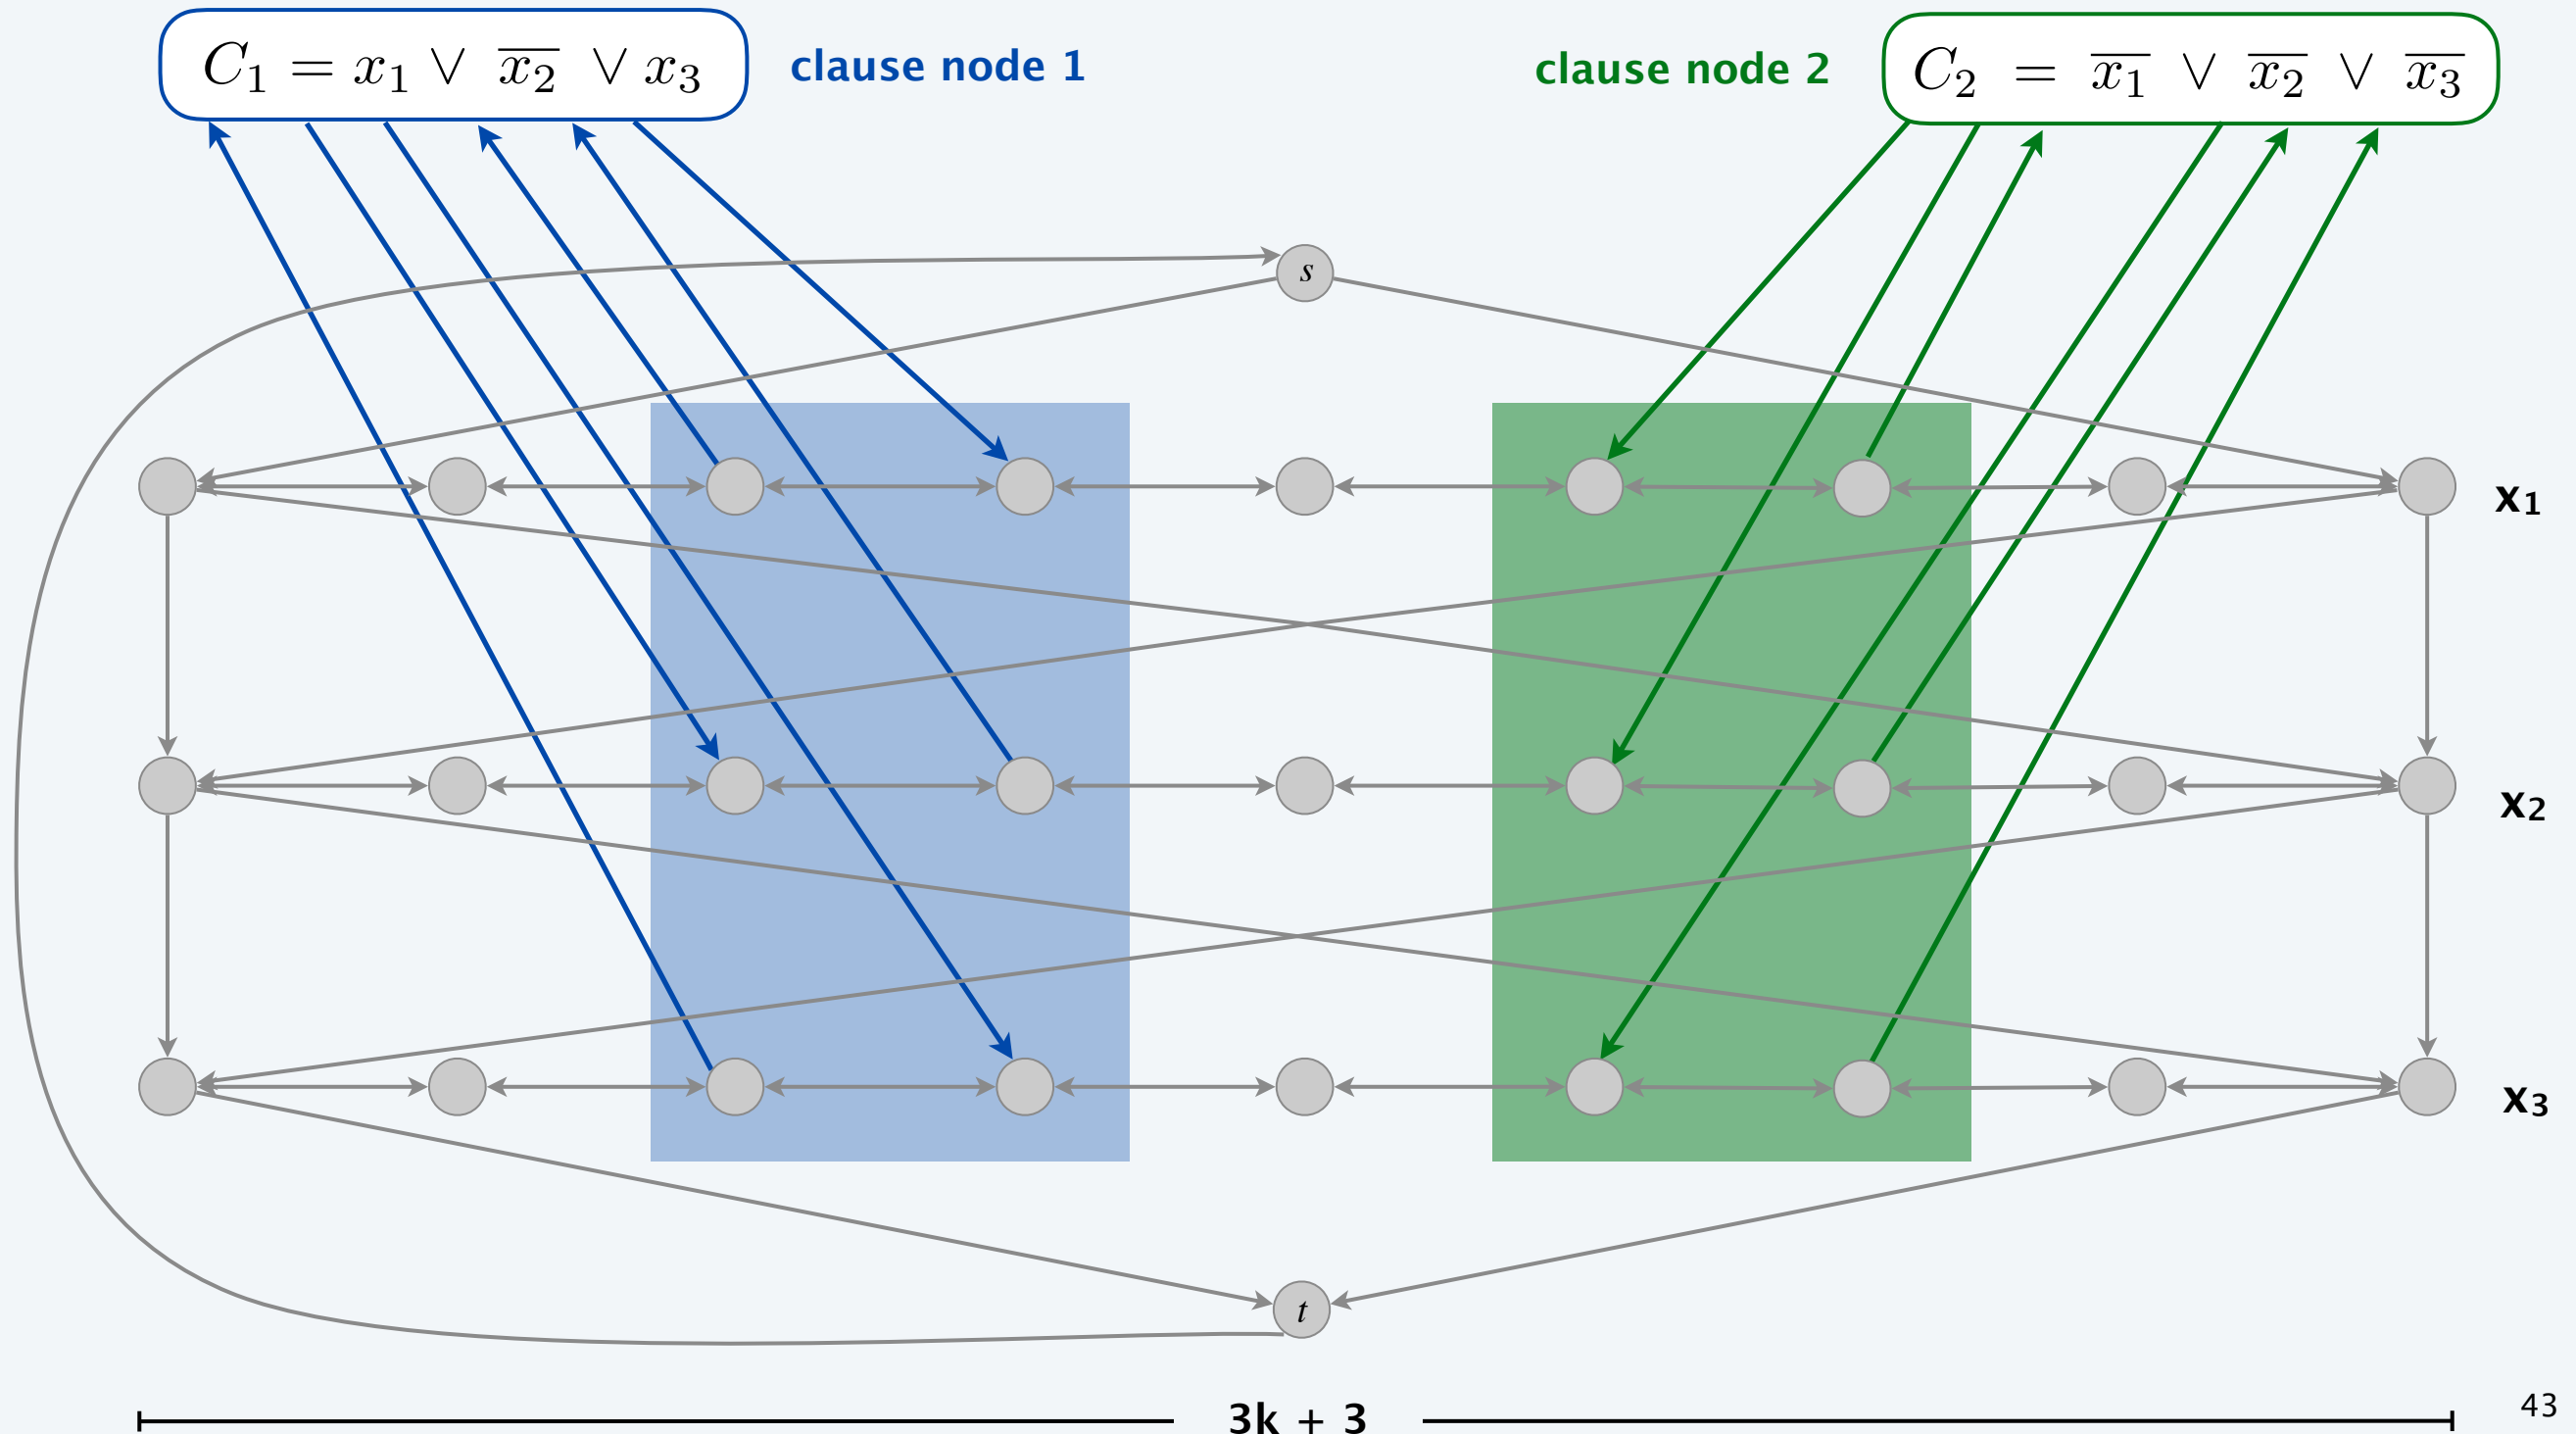 C₁ = x₁ ∨ x̅₂ ∨ x₃
clause node 1
clause node 2
C₂ = x̅₁ ∨ x̅₂ ∨ x̅₃
s
x₁
x₂
x₃
t
3k + 3
43